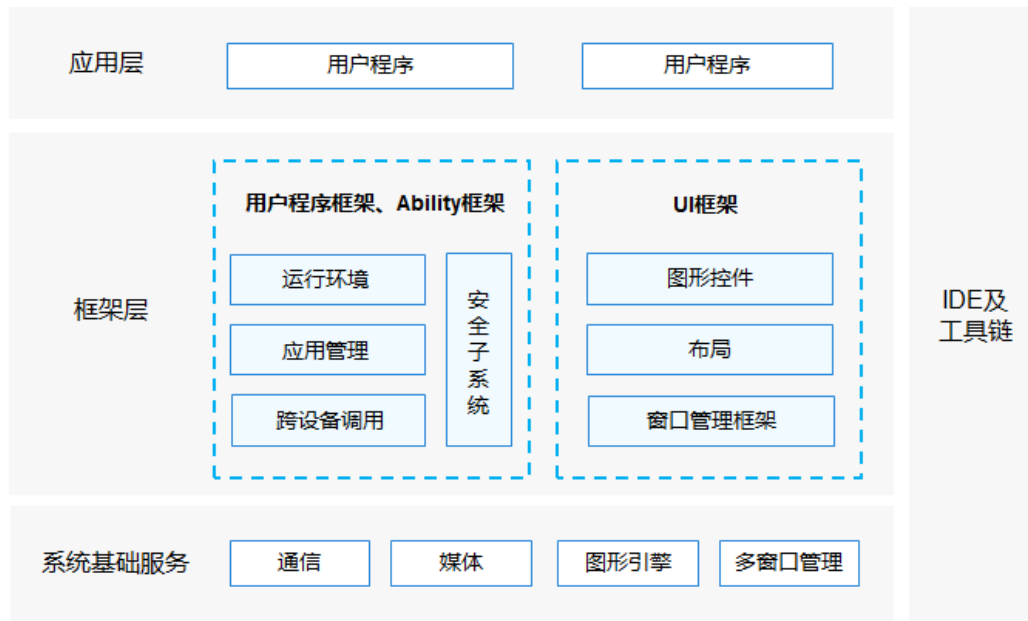 应用层
用户程序
用户程序
框架层
用户程序框架、Ability框架
运行环境
应用管理
跨设备调用
安
全
子
系
统
UI框架
图形控件
布局
窗口管理框架
系统基础服务
通信
媒体
图形引擎
多窗口管理
IDE及
工具链